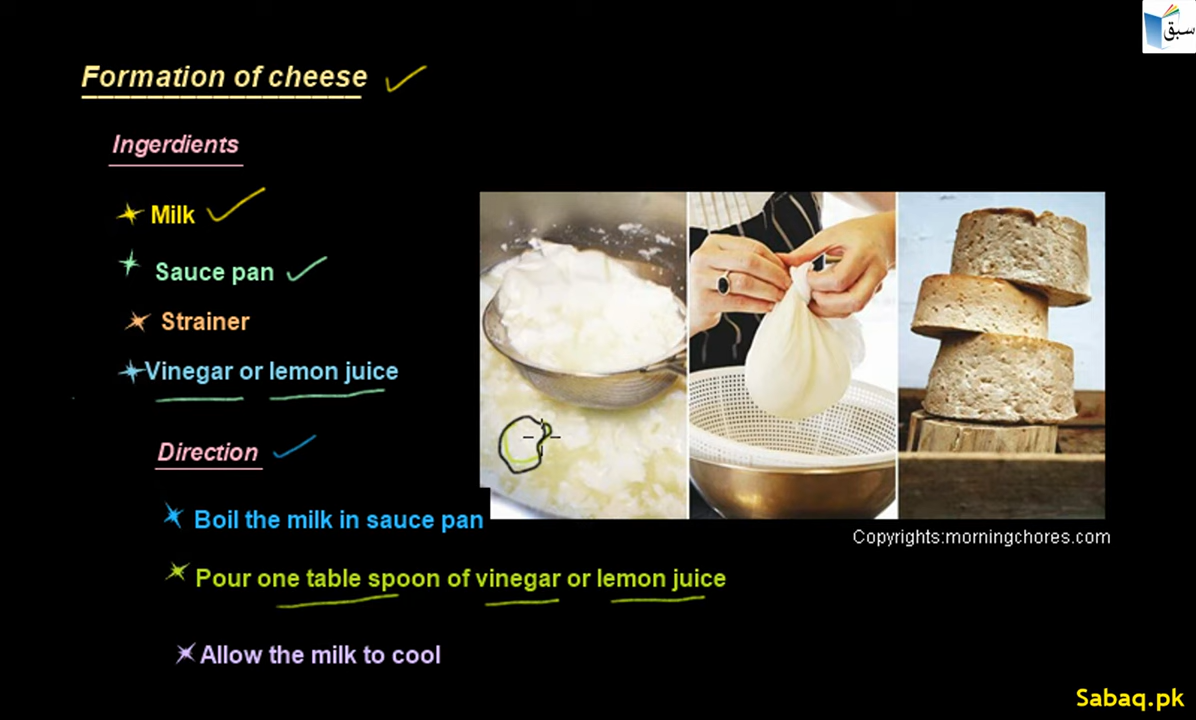 سبق
Formation of cheese
Ingerdients
Milk
Sauce pan
Strainer
Vinegar or lemon juice
Direction
Boil the milk in sauce pan
Copyrights:morningchores.com
Pour one table spoon of vinegar or lemon juice
Allow the milk to cool
Sabaq.pk